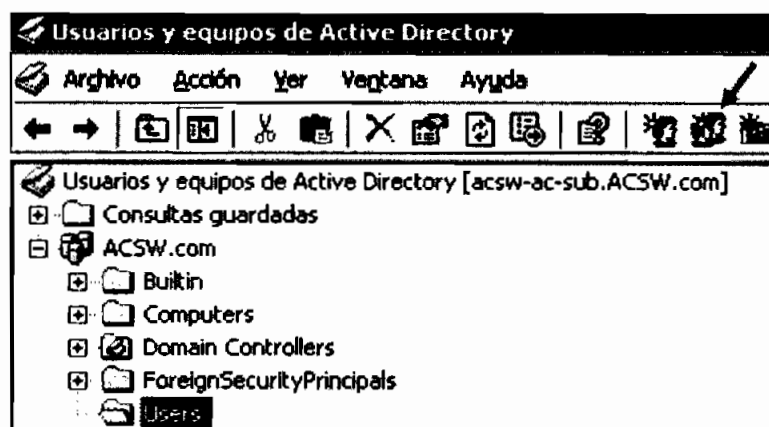 Usuarios y equipos de Active Directory
Archivo Acción Ver Ventana Ayuda
Usuarios y equipos de Active Directory [acsw-ac-sub.ACSW.com]
Consultas guardadas
ACSW.com
Builtin
Computers
Domain Controllers
ForeignSecurityPrincipals
Users